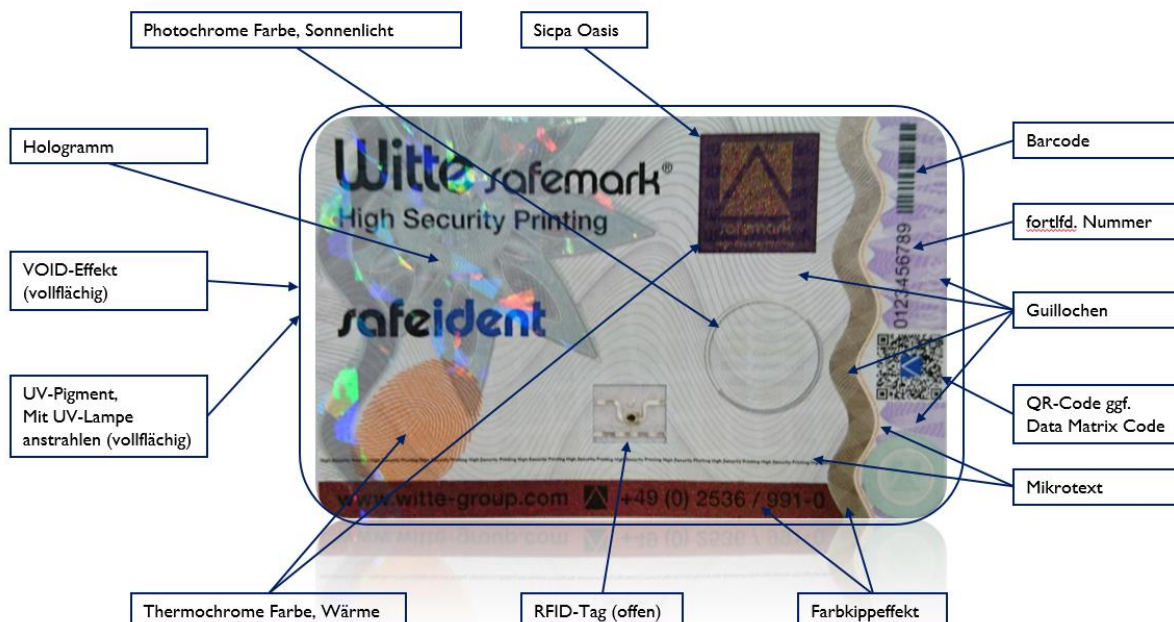 Photochrome Farbe, Sonnenlicht
Sicpa Oasis
Hologramm
VOID-Effekt
(vollflächig)
UV-Pigment,
Mit UV-Lampe
anstrahlen (vollflächig)
Witte safemark®
High Security Printing
safeident
safemark
0123456789
www.witte-group.com +49 (0) 2536 / 991-0
Barcode
fortlfd. Nummer
Guillochen
QR-Code ggf.
Data Matrix Code
Mikrotext
Thermochrome Farbe, Wärme
RFID-Tag (offen)
Farbkippeffekt